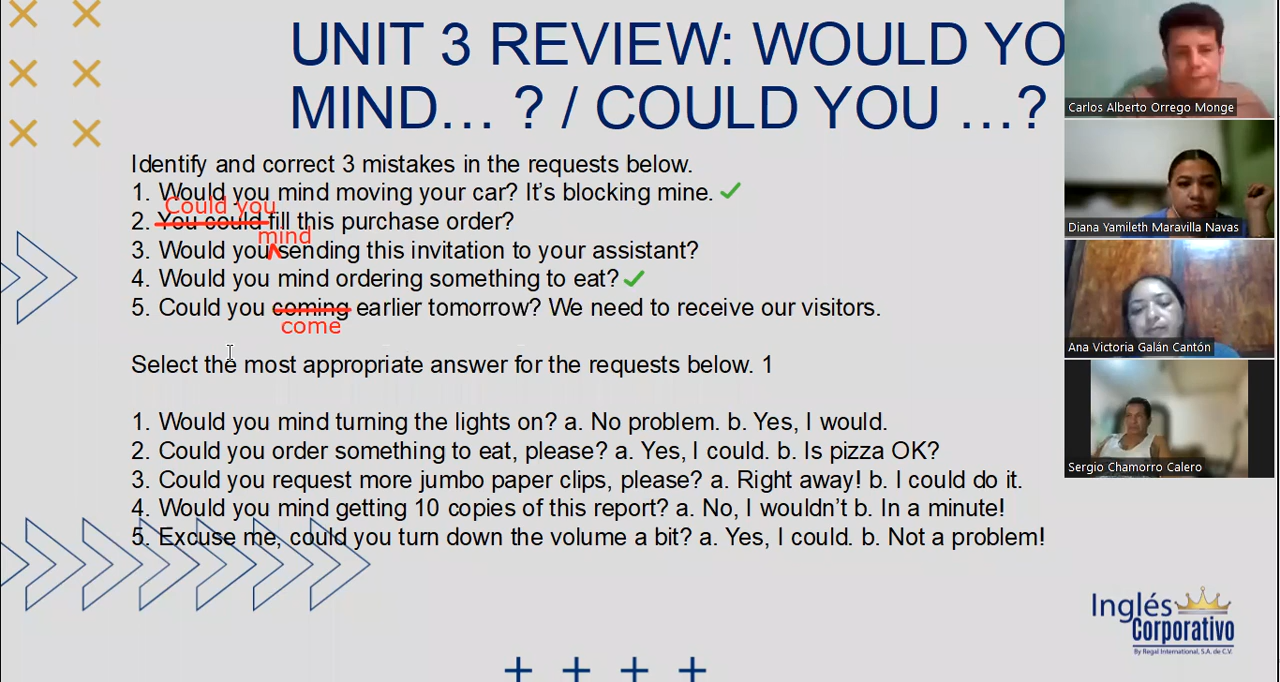 UNIT 3 REVIEW: WOULD YO
MIND… ? / COULD YOU …?
Identify and correct 3 mistakes in the requests below.
1. Would you mind moving your car? It’s blocking mine.
Could you
2. You could fill this purchase order?
mind
3. Would you sending this invitation to your assistant?
4. Would you mind ordering something to eat?
5. Could you coming earlier tomorrow? We need to receive our visitors.
come
Select the most appropriate answer for the requests below. 1
1. Would you mind turning the lights on? a. No problem. b. Yes, I would.
2. Could you order something to eat, please? a. Yes, I could. b. Is pizza OK?
3. Could you request more jumbo paper clips, please? a. Right away! b. I could do it.
4. Would you mind getting 10 copies of this report? a. No, I wouldn’t b. In a minute!
5. Excuse me, could you turn down the volume a bit? a. Yes, I could. b. Not a problem!
Carlos Alberto Orrego Monge
Diana Yamileth Maravilla Navas
Ana Victoria Galán Cantón
Sergio Chamorro Calero
Inglés
Corporativo
By Regal International, S.A. de C.V.